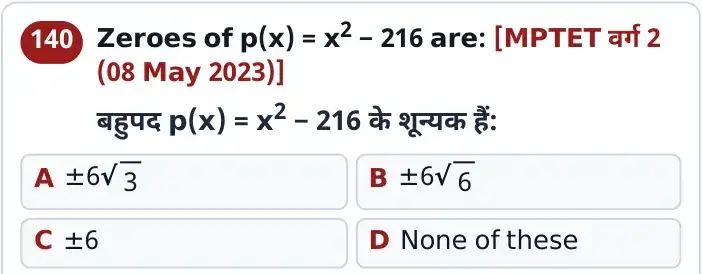 140 Zeroes of p(x) = x² – 216 are: [MPTET वर्ग 2
(08 May 2023)]
बहुपद p(x) = x² – 216 के शून्यक हैं:
A ±6√3 B ±6√6
C ±6 D None of these